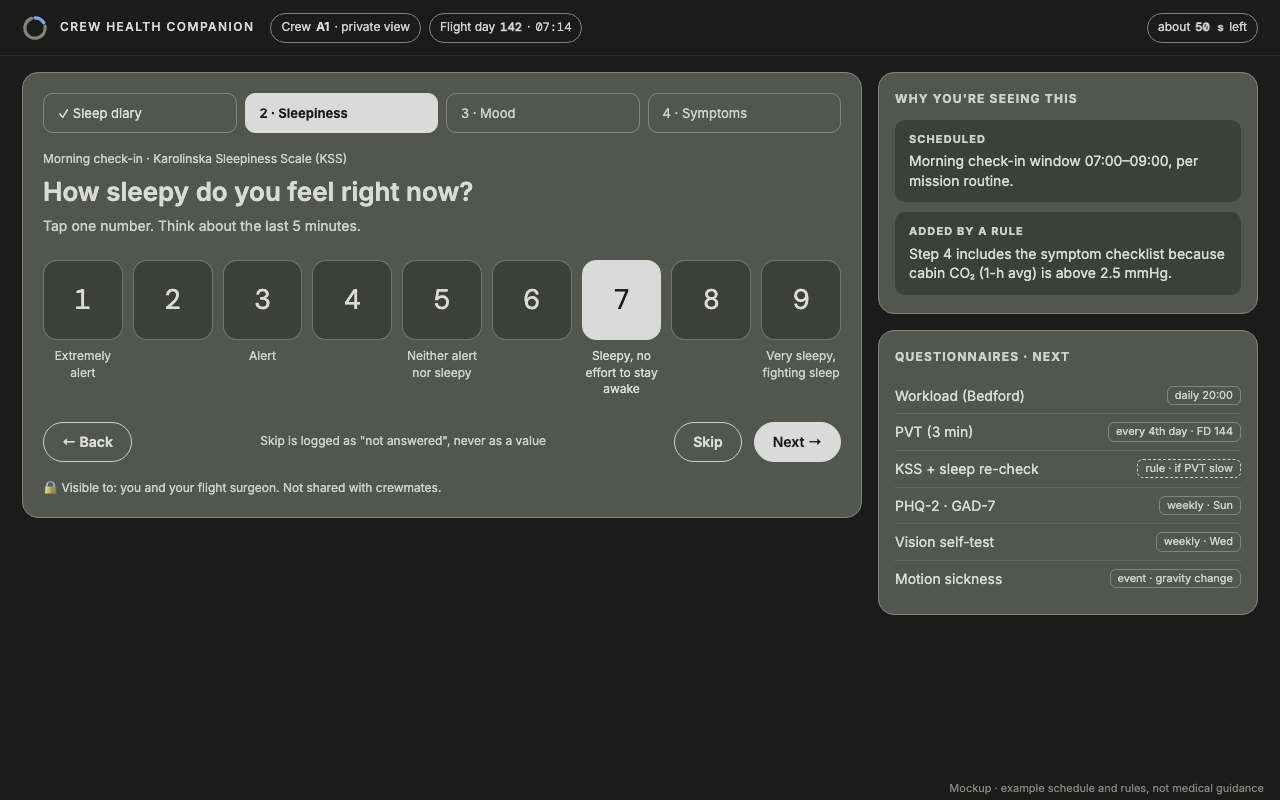 CREW HEALTH COMPANION
Crew A1 · private view
Flight day 142 · 07:14
about 50 s left
✓ Sleep diary
2 · Sleepiness
3 · Mood
4 · Symptoms
Morning check-in · Karolinska Sleepiness Scale (KSS)
How sleepy do you feel right now?
Tap one number. Think about the last 5 minutes.
1
2
3
4
5
6
7
8
9
Extremely
alert
Alert
Neither alert
nor sleepy
Sleepy, no
effort to stay
awake
Very sleepy,
fighting sleep
← Back
Skip is logged as "not answered", never as a value
Skip
Next →
🔒 Visible to: you and your flight surgeon. Not shared with crewmates.
WHY YOU'RE SEEING THIS
SCHEDULED
Morning check-in window 07:00–09:00, per
mission routine.
ADDED BY A RULE
Step 4 includes the symptom checklist because
cabin CO₂ (1-h avg) is above 2.5 mmHg.
QUESTIONNAIRES · NEXT
Workload (Bedford)
daily 20:00
PVT (3 min)
every 4th day · FD 144
KSS + sleep re-check
rule · if PVT slow
PHQ-2 · GAD-7
weekly · Sun
Vision self-test
weekly · Wed
Motion sickness
event · gravity change
Mockup · example schedule and rules, not medical guidance